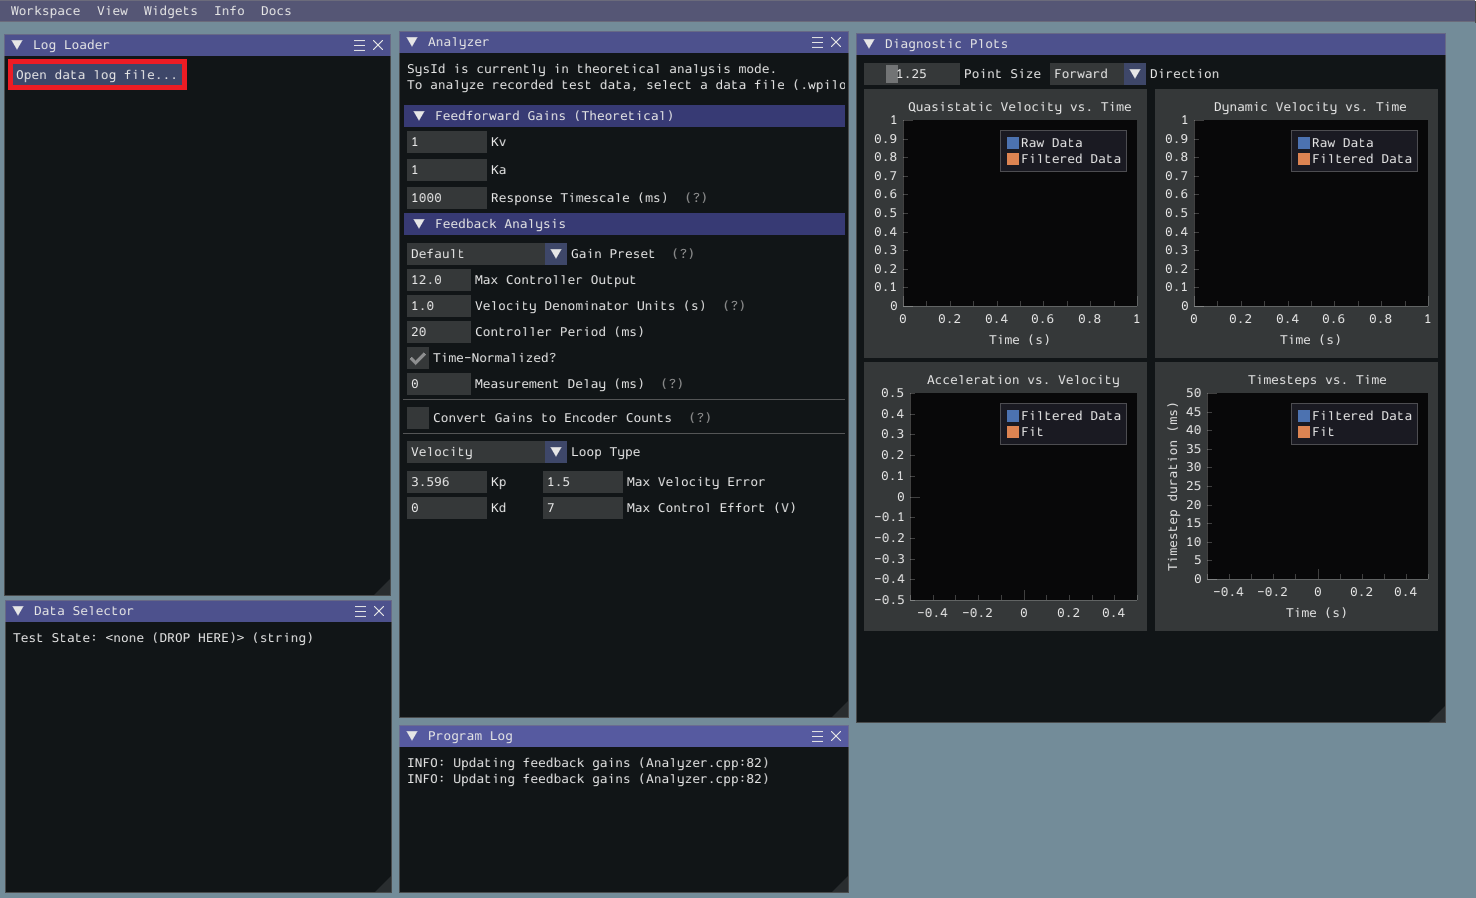 Workspace View Widgets Info Docs
Log Loader
Open data log file...
Data Selector
Test State: <none (DROP HERE)> (string)
Analyzer
SysId is currently in theoretical analysis mode.
To analyze recorded test data, select a data file (.wpilo
Feedforward Gains (Theoretical)
1 Kv
1 Ka
1000 Response Timescale (ms) (?)
Feedback Analysis
Default Gain Preset (?)
12.0 Max Controller Output
1.0 Velocity Denominator Units (s) (?)
20 Controller Period (ms)
Time-Normalized?
0 Measurement Delay (ms) (?)
Convert Gains to Encoder Counts (?)
Velocity Loop Type
3.596 Kp 1.5 Max Velocity Error
0 Kd 7 Max Control Effort (V)
Program Log
INFO: Updating feedback gains (Analyzer.cpp:82)
INFO: Updating feedback gains (Analyzer.cpp:82)
Diagnostic Plots
1.25 Point Size Forward Direction
Quasistatic Velocity vs. Time
1
0.9
0.8
0.7
0.6
0.5
0.4
0.3
0.2
0.1
0
Raw Data
Filtered Data
0 0.2 0.4 0.6 0.8 1
Time (s)
Dynamic Velocity vs. Time
1
0.9
0.8
0.7
0.6
0.5
0.4
0.3
0.2
0.1
0
Raw Data
Filtered Data
0 0.2 0.4 0.6 0.8 1
Time (s)
Acceleration vs. Velocity
0.5
0.4
0.3
0.2
0.1
0
-0.1
-0.2
-0.3
-0.4
-0.5
Filtered Data
Fit
-0.4 -0.2 0 0.2 0.4
Timesteps vs. Time
Timestep duration (ms)
50
45
40
35
30
25
20
15
10
5
0
Filtered Data
Fit
-0.4 -0.2 0 0.2 0.4
Time (s)